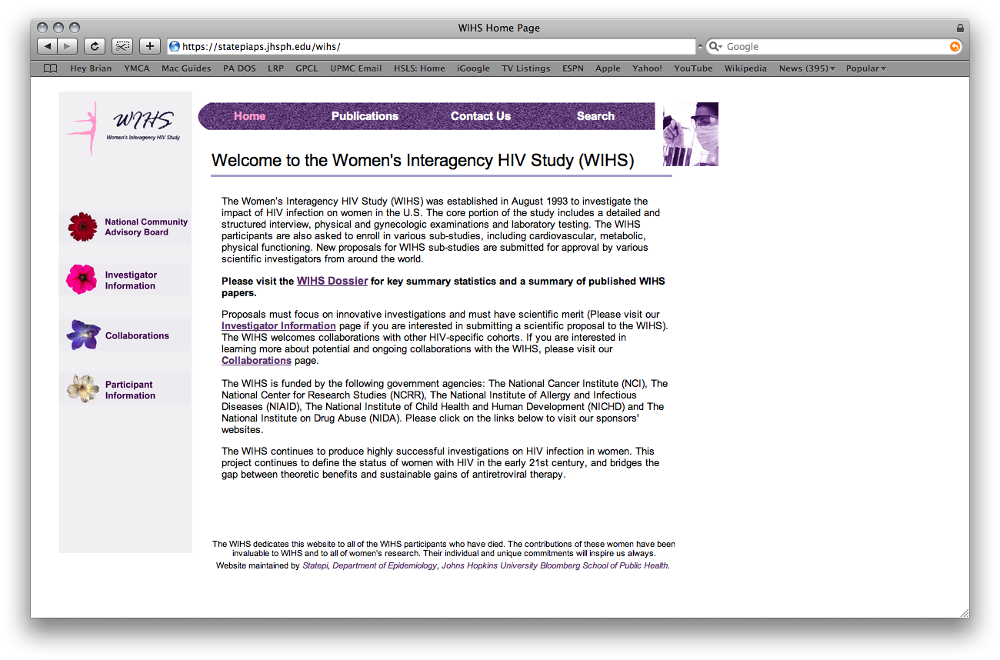 WIHS Home Page
https://statepiaps.jhsph.edu/wihs/
Google
Hey Brian YMCA Mac Guides PA DOS LRP GPCL UPMC Email HSLS: Home iGoogle TV Listings ESPN Apple Yahoo! YouTube Wikipedia News (395) Popular
WIHS
Women's Interagency HIV Study
Home Publications Contact Us Search
National Community
Advisory Board
Investigator
Information
Collaborations
Participant
Information
Welcome to the Women's Interagency HIV Study (WIHS)
The Women's Interagency HIV Study (WIHS) was established in August 1993 to investigate the
impact of HIV infection on women in the U.S. The core portion of the study includes a detailed and
structured interview, physical and gynecologic examinations and laboratory testing. The WIHS
participants are also asked to enroll in various sub-studies, including cardiovascular, metabolic,
physical functioning. New proposals for WIHS sub-studies are submitted for approval by various
scientific investigators from around the world.
Please visit the WIHS Dossier for key summary statistics and a summary of published WIHS
papers.
Proposals must focus on innovative investigations and must have scientific merit (Please visit our
Investigator Information page if you are interested in submitting a scientific proposal to the WIHS).
The WIHS welcomes collaborations with other HIV-specific cohorts. If you are interested in
learning more about potential and ongoing collaborations with the WIHS, please visit our
Collaborations page.
The WIHS is funded by the following government agencies: The National Cancer Institute (NCI), The
National Center for Research Studies (NCRR), The National Institute of Allergy and Infectious
Diseases (NIAID), The National Institute of Child Health and Human Development (NICHD) and The
National Institute on Drug Abuse (NIDA). Please click on the links below to visit our sponsors'
websites.
The WIHS continues to produce highly successful investigations on HIV infection in women. This
project continues to define the status of women with HIV in the early 21st century, and bridges the
gap between theoretic benefits and sustainable gains of antiretroviral therapy.
The WIHS dedicates this website to all of the WIHS participants who have died. The contributions of these women have been
invaluable to WIHS and to all of women's research. Their individual and unique commitments will inspire us always.
Website maintained by Statepi, Department of Epidemiology, Johns Hopkins University Bloomberg School of Public Health.